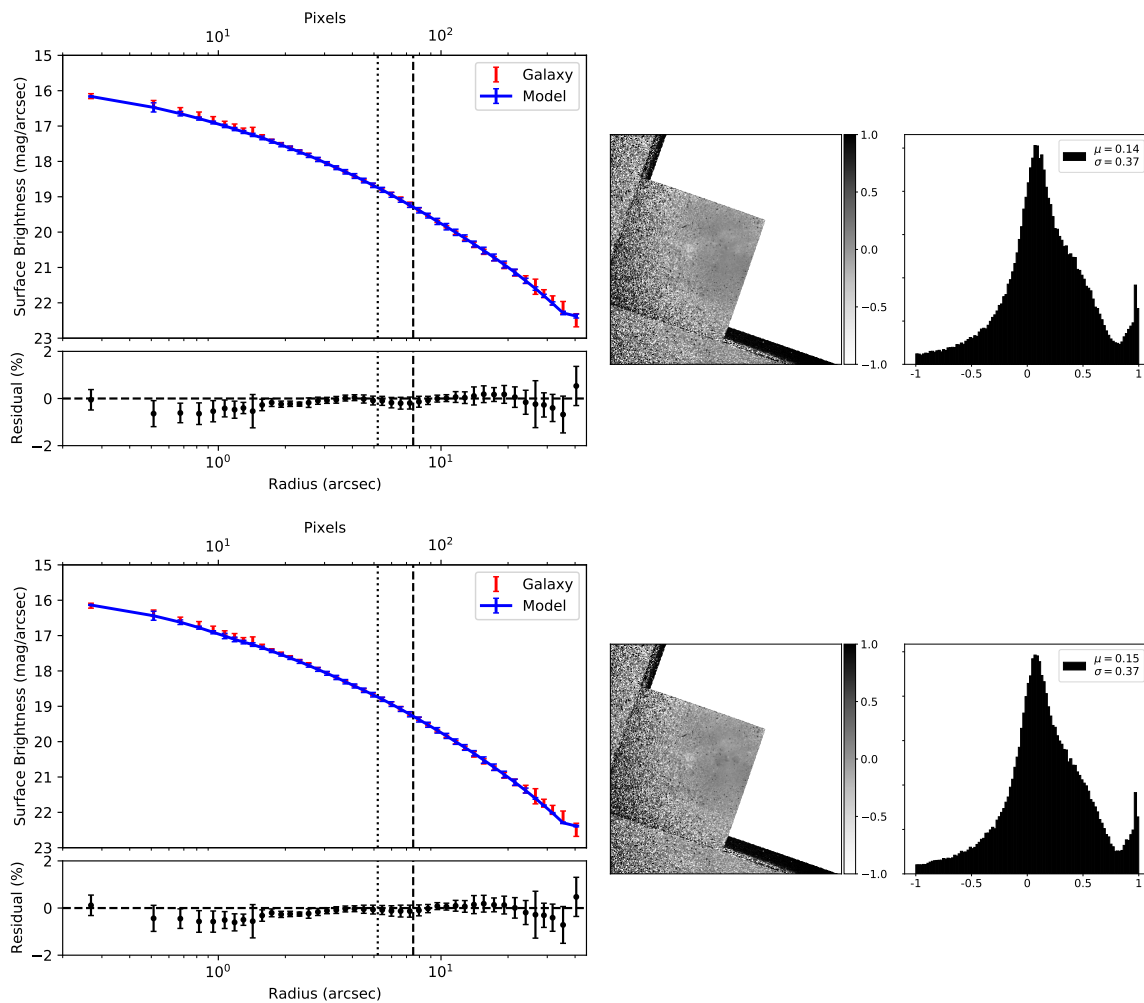 Pixels
10¹ 10²
15
16
17
18
19
20
21
22
23
Surface Brightness (mag/arcsec)
Galaxy
Model
2
0
−2
Residual (%)
10⁰ 10¹
Radius (arcsec)
1.0
0.5
0.0
−0.5
−1.0
μ = 0.14
σ = 0.37
-1 -0.5 0 0.5 1
Pixels
10¹ 10²
15
16
17
18
19
20
21
22
23
Surface Brightness (mag/arcsec)
Galaxy
Model
2
0
−2
Residual (%)
10⁰ 10¹
Radius (arcsec)
1.0
0.5
0.0
−0.5
−1.0
μ = 0.15
σ = 0.37
-1 -0.5 0 0.5 1